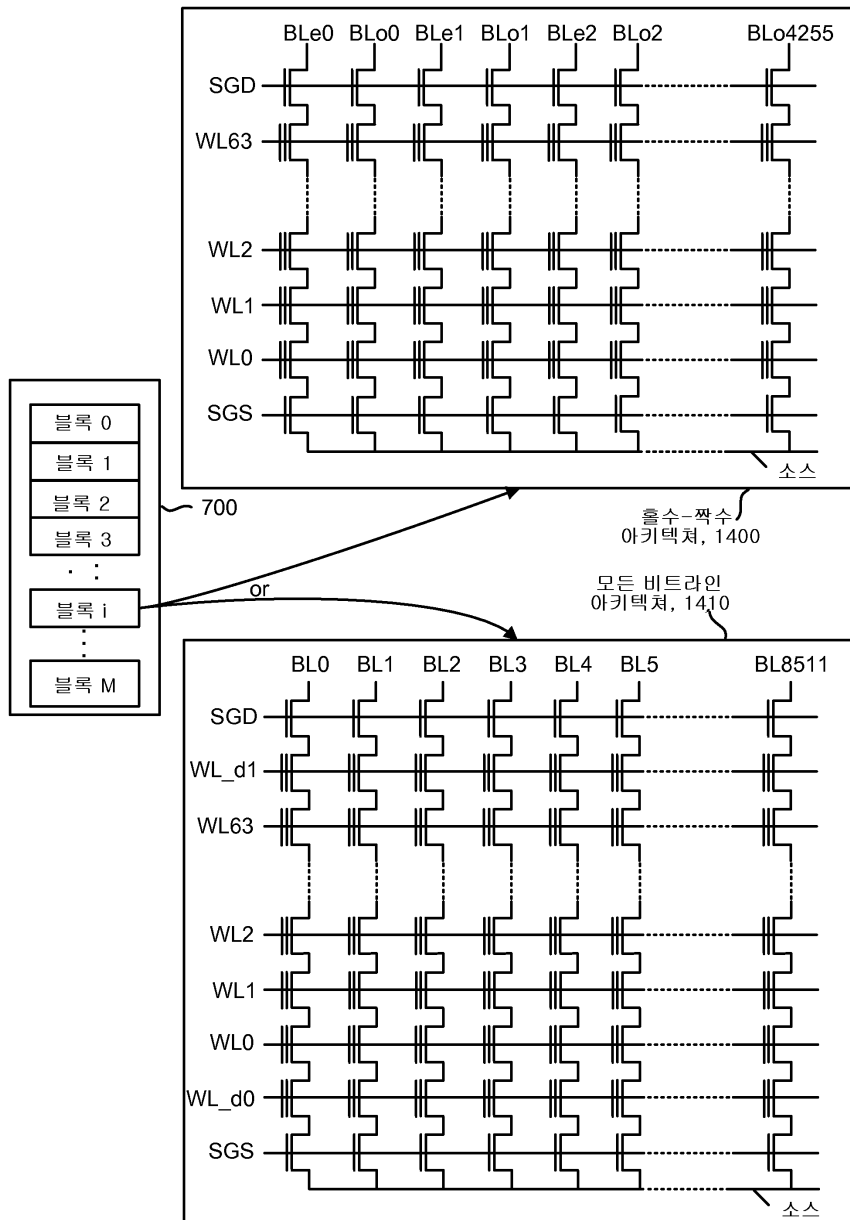 BLe0 BLo0 BLe1 BLo1 BLe2 BLo2 BLo4255
SGD
WL63
WL2
WL1
WL0
SGS
소스
홀수-짝수
아키텍쳐, 1400
블록 0
블록 1
블록 2
블록 3
블록 i
블록 M
700
or
모든 비트라인
아키텍쳐, 1410
BL0 BL1 BL2 BL3 BL4 BL5 BL8511
SGD
WL_d1
WL63
WL2
WL1
WL0
WL_d0
SGS
소스